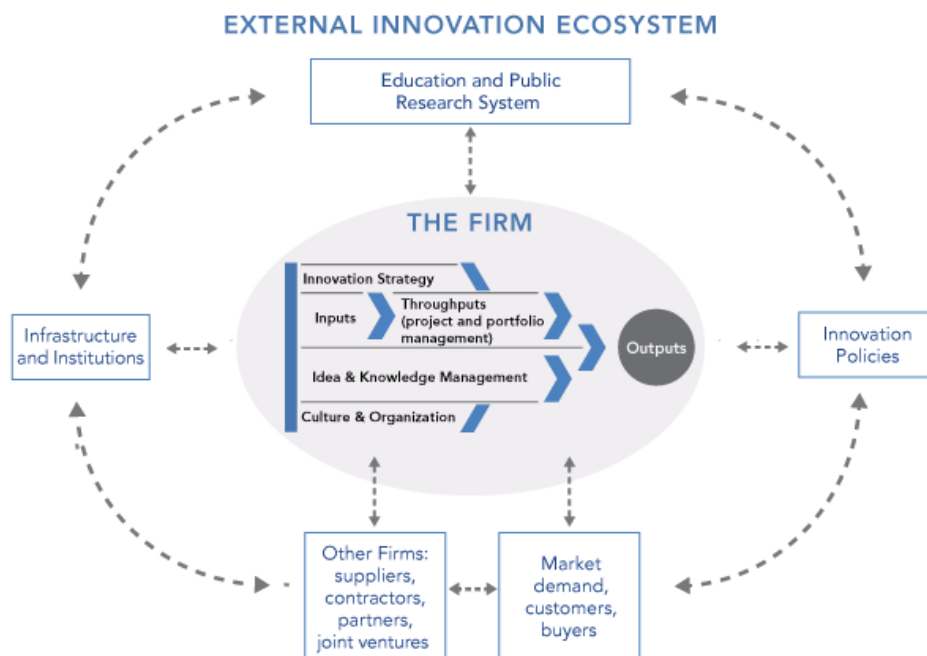 EXTERNAL INNOVATION ECOSYSTEM
Education and Public
Research System
THE FIRM
Innovation Strategy
Inputs
Throughputs
(project and portfolio
management)
Outputs
Idea & Knowledge Management
Culture & Organization
Infrastructure
and Institutions
Innovation
Policies
Other Firms:
suppliers,
contractors,
partners,
joint ventures
Market
demand,
customers,
buyers